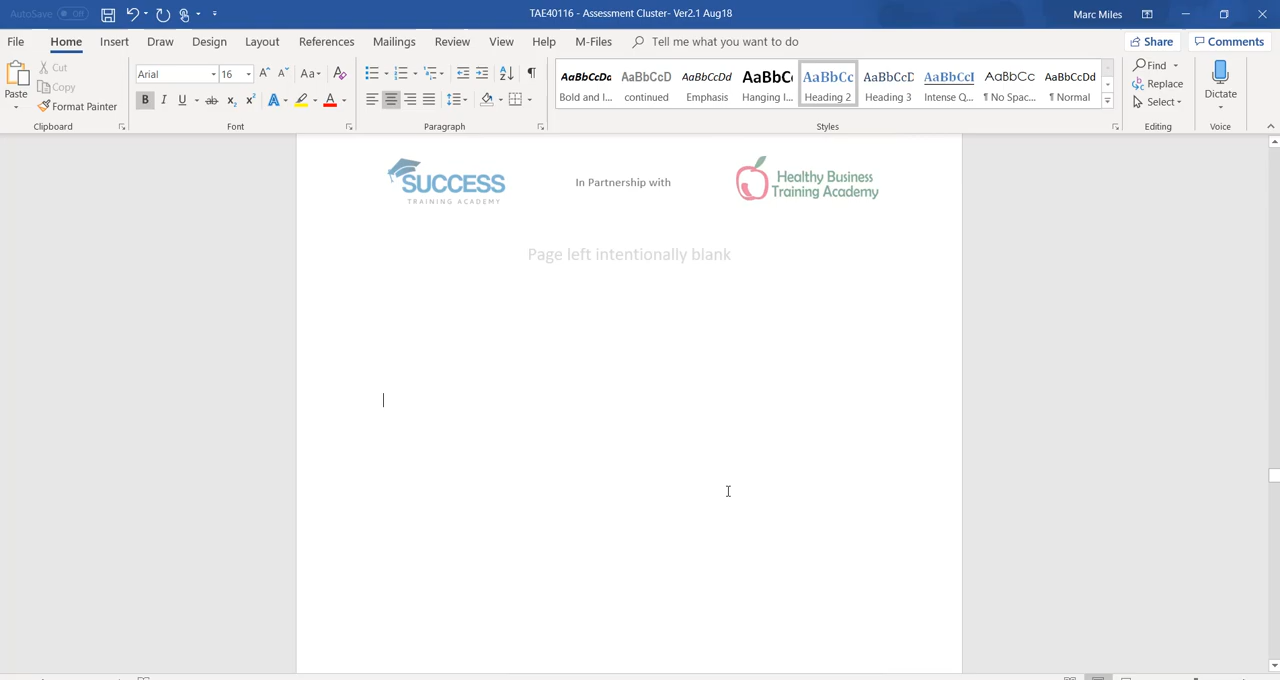 AutoSave Off TAE40116 - Assessment Cluster- Ver2.1 Aug18 Marc Miles
File Home Insert Draw Design Layout References Mailings Review View Help M-Files Tell me what you want to do Share Comments
Paste Cut Copy Format Painter
Arial 16 Aa
B I U ab x₂ x² A A
AaBbCcDc AaBbCcD AaBbCcDd AaBbC AaBbCc AaBbCcD AaBbCcI AaBbCc AaBbCcDd
Bold and I... continued Emphasis Hanging I... Heading 2 Heading 3 Intense Q... ¶ No Spac... ¶ Normal
Find Replace Select Dictate
Clipboard Font Paragraph Styles Editing Voice
SUCCESS
TRAINING ACADEMY
In Partnership with
Healthy Business
Training Academy
Page left intentionally blank